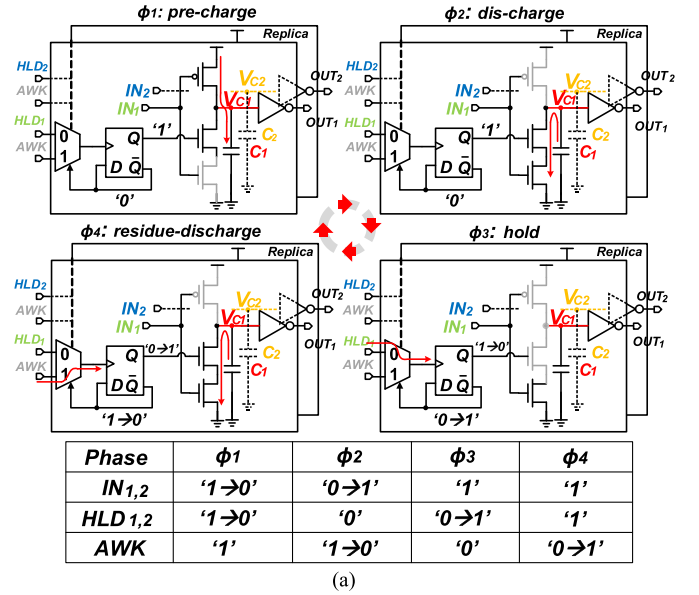 ϕ1: pre-charge
Replica
HLD2
AWK
HLD1
AWK
0
1
D Q
Q̅
'1'
'0'
IN2
IN1
VC2
VC1
C2
C1
OUT2
OUT1
ϕ2: dis-charge
Replica
HLD2
AWK
HLD1
AWK
0
1
D Q
Q̅
'1'
'0'
IN2
IN1
VC2
VC1
C2
C1
OUT2
OUT1
ϕ4: residue-discharge
Replica
HLD2
AWK
HLD1
AWK
0
1
D Q
Q̅
'0→1'
'1→0'
IN2
IN1
VC2
VC1
C2
C1
OUT2
OUT1
ϕ3: hold
Replica
HLD2
AWK
HLD
AWK
0
1
D Q
Q̅
'1→0'
'0→1'
IN2
IN1
VC2
VC1
C2
C1
OUT2
OUT1
Phase ϕ1 ϕ2 ϕ3 ϕ4
IN1,2 '1→0' '0→1' '1' '1'
HLD1,2 '1→0' '0' '0→1' '1'
AWK '1' '1→0' '0' '0→1'
(a)